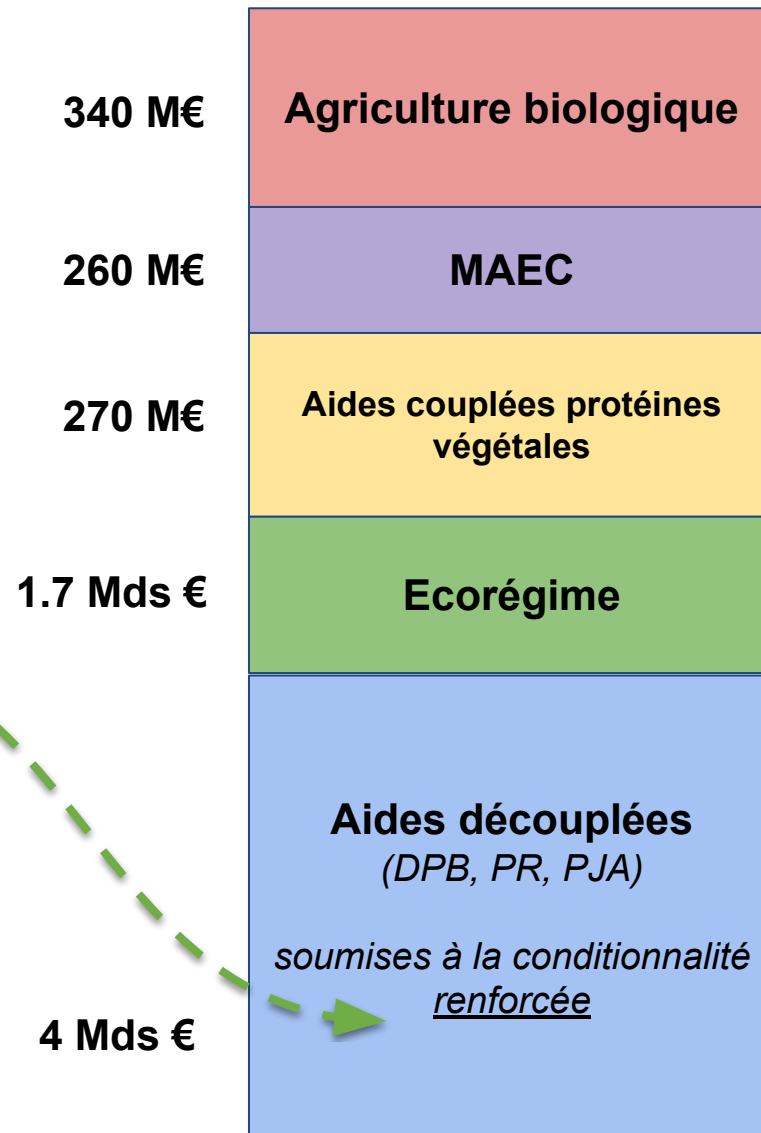 340 M€
Agriculture biologique
260 M€
MAEC
270 M€
Aides couplées protéines
végétales
1.7 Mds €
Ecorégime
Aides découplées
(DPB, PR, PJA)
soumises à la conditionnalité
renforcée
4 Mds €